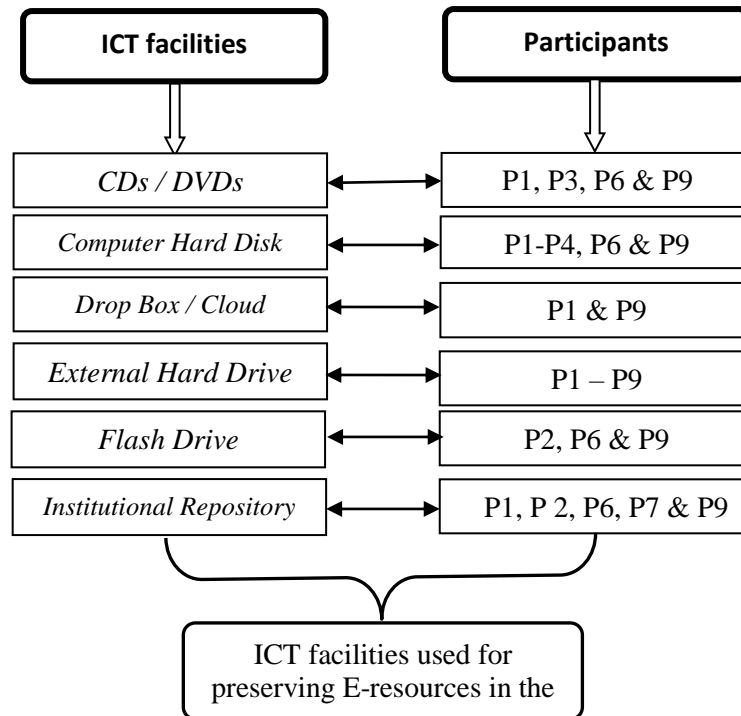 ICT facilities
Participants
CDs / DVDs
P1, P3, P6 & P9
Computer Hard Disk
P1-P4, P6 & P9
Drop Box / Cloud
P1 & P9
External Hard Drive
P1 – P9
Flash Drive
P2, P6 & P9
Institutional Repository
P1, P 2, P6, P7 & P9
ICT facilities used for
preserving E-resources in the